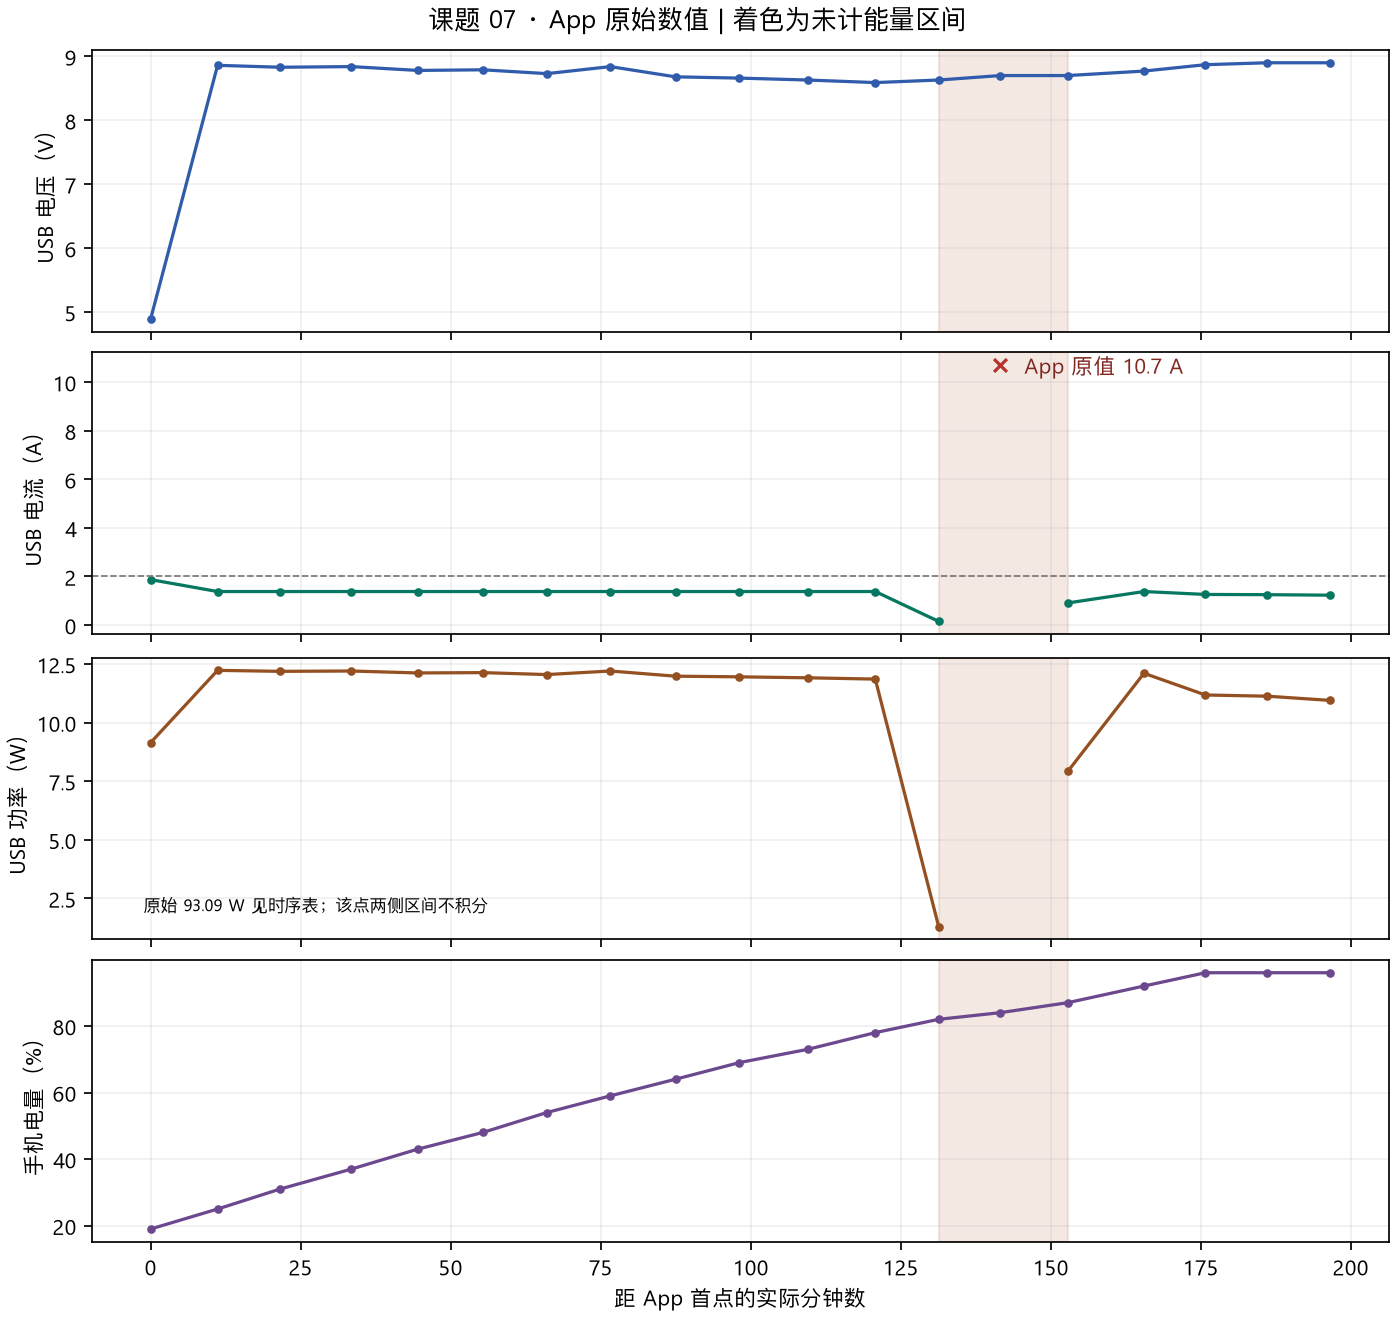 课题 07 · App 原始数值 | 着色为未计能量区间
USB 电压（V）
9
8
7
6
5
USB 电流（A）
10
8
6
4
2
0
App 原值 10.7 A
USB 功率（W）
12.5
10.0
7.5
5.0
2.5
原始 93.09 W 见时序表；该点两侧区间不积分
手机电量（%）
80
60
40
20
0 25 50 75 100 125 150 175 200
距 App 首点的实际分钟数